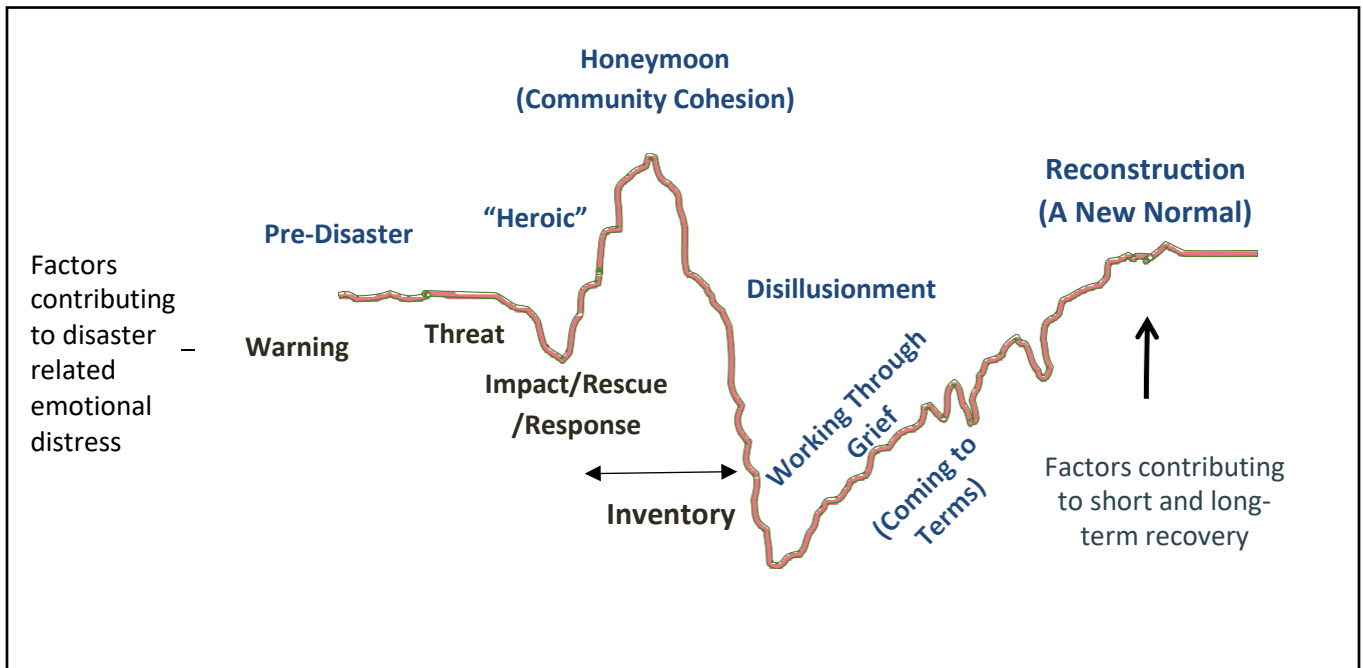 Honeymoon
(Community Cohesion)
Reconstruction
(A New Normal)
“Heroic”
Pre-Disaster
Factors
contributing
to disaster
related
emotional
distress
–
Disillusionment
Warning
Threat
Impact/Rescue
/Response
Inventory
Working Through
Grief
(Coming to
Terms)
Factors contributing
to short and long-
term recovery